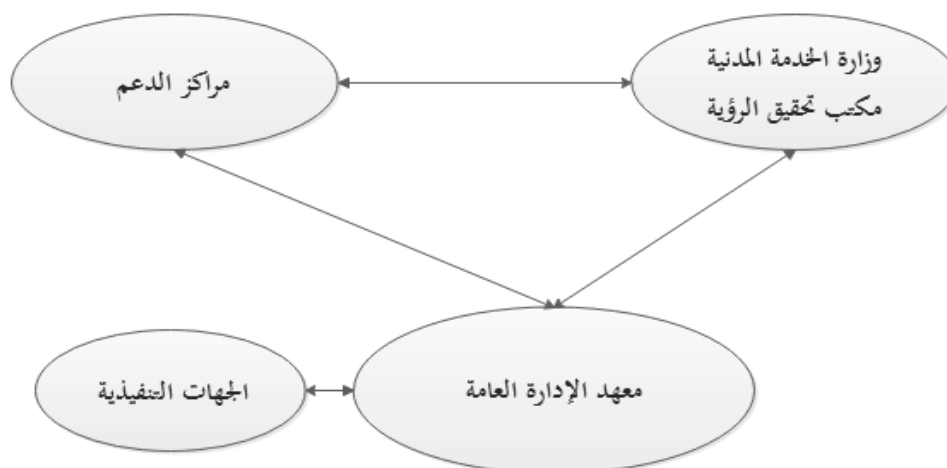 وزارة الخدمة المدنية
مكتب تحقيق الرؤية
مراكز الدعم
معهد الإدارة العامة
الجهات التنفيذية